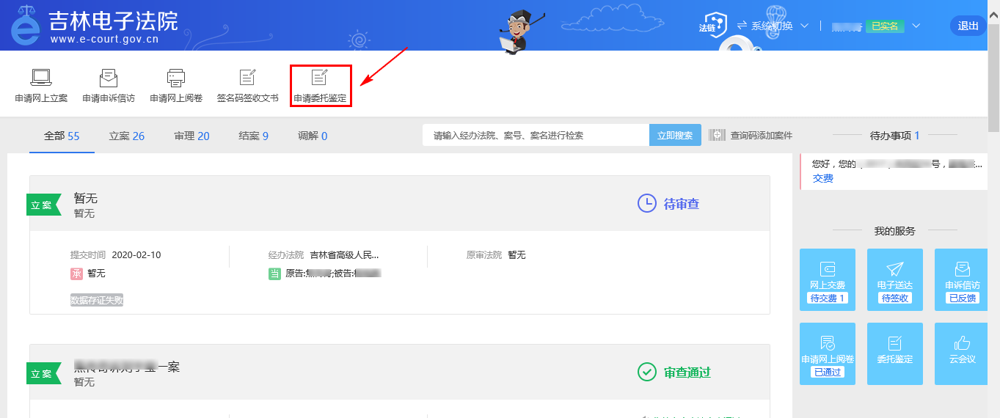 吉林电子法院
www.e-court.gov.cn
法链
系统切换
已实名
退出
申请网上立案
申请申诉信访
申请网上阅卷
签名码签收文书
申请委托鉴定
全部 55
立案 26
审理 20
结案 9
调解 0
请输入经办法院、案号、案名进行检索
立即搜索
查询码添加案件
待办事项 1
您好，您的 号， ...
交费
立案
暂无
暂无
待审查
提交时间 2020-02-10
经办法院 吉林省高级人民...
原审法院 暂无
承 暂无
当 原告: ;被告:
数据存证失败
我的服务
网上交费
待交费 1
电子送达
待签收
申诉信访
已反馈
申请网上阅卷
已通过
委托鉴定
云会议
立案
一案
暂无
审查通过